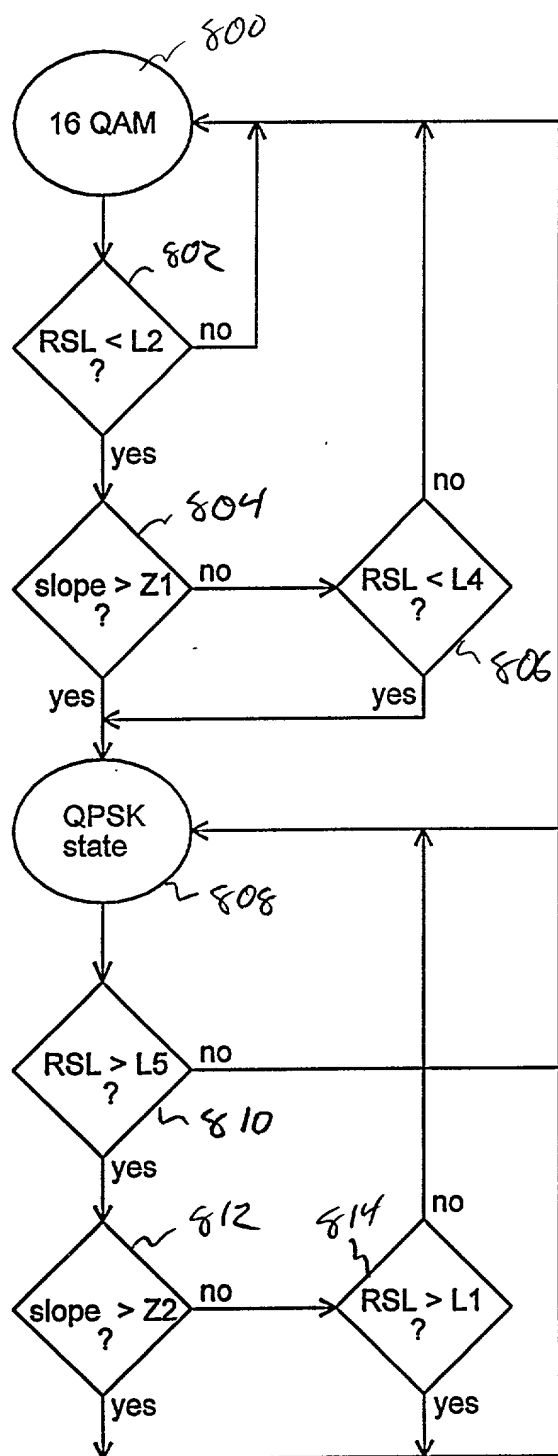 800
16 QAM
802
RSL < L2
?
no
yes
804
no
slope > Z1
?
no
RSL < L4
?
806
yes
yes
QPSK
state
808
RSL > L5
?
no
810
yes
812
814
no
slope > Z2
?
no
RSL > L1
?
yes
yes